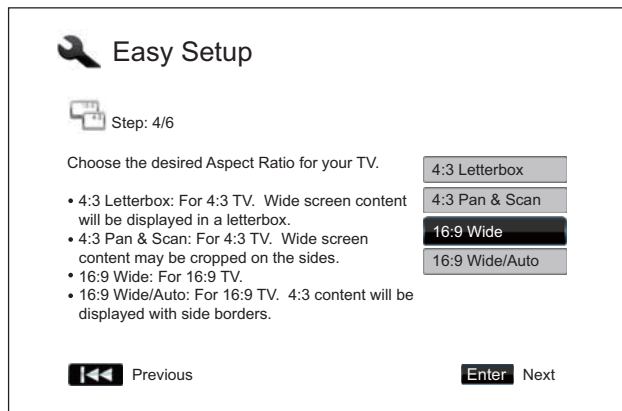 Easy Setup
Step: 4/6
Choose the desired Aspect Ratio for your TV.
• 4:3 Letterbox: For 4:3 TV.  Wide screen content
will be displayed in a letterbox.
• 4:3 Pan & Scan: For 4:3 TV.  Wide screen
content may be cropped on the sides.
• 16:9 Wide: For 16:9 TV.
• 16:9 Wide/Auto: For 16:9 TV.  4:3 content will be
displayed with side borders.
4:3 Letterbox
4:3 Pan & Scan
16:9 Wide
16:9 Wide/Auto
Previous
Enter Next